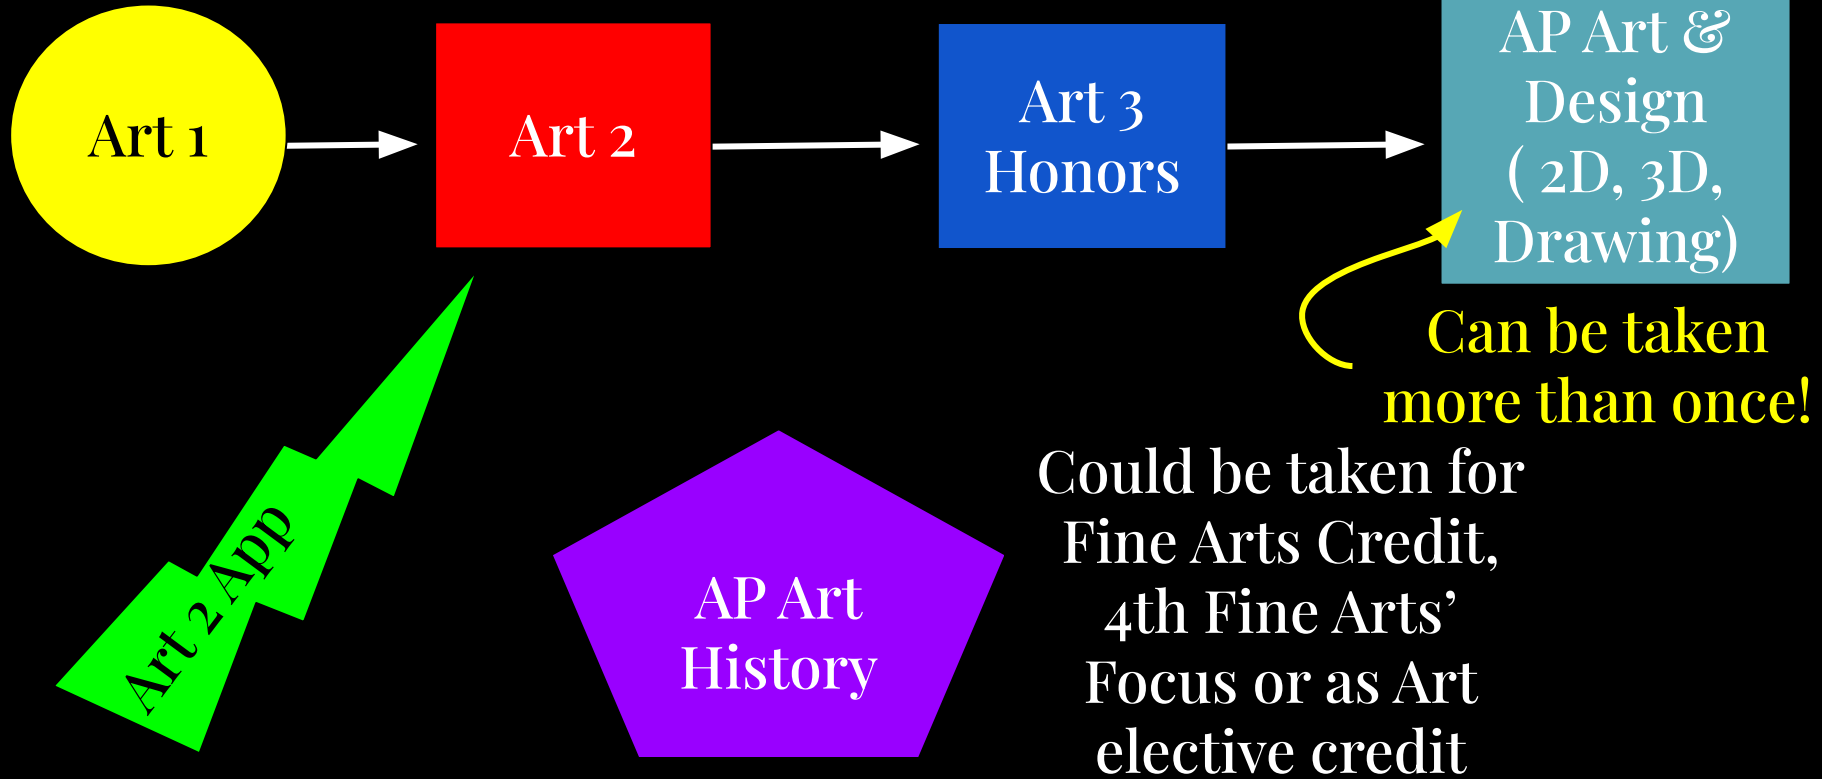 Art 1
Art 2
Art 3
Honors
AP Art &
Design
( 2D, 3D,
Drawing)
Can be taken
more than once!
Art 2 App
AP Art
History
Could be taken for
Fine Arts Credit,
4th Fine Arts’
Focus or as Art
elective credit